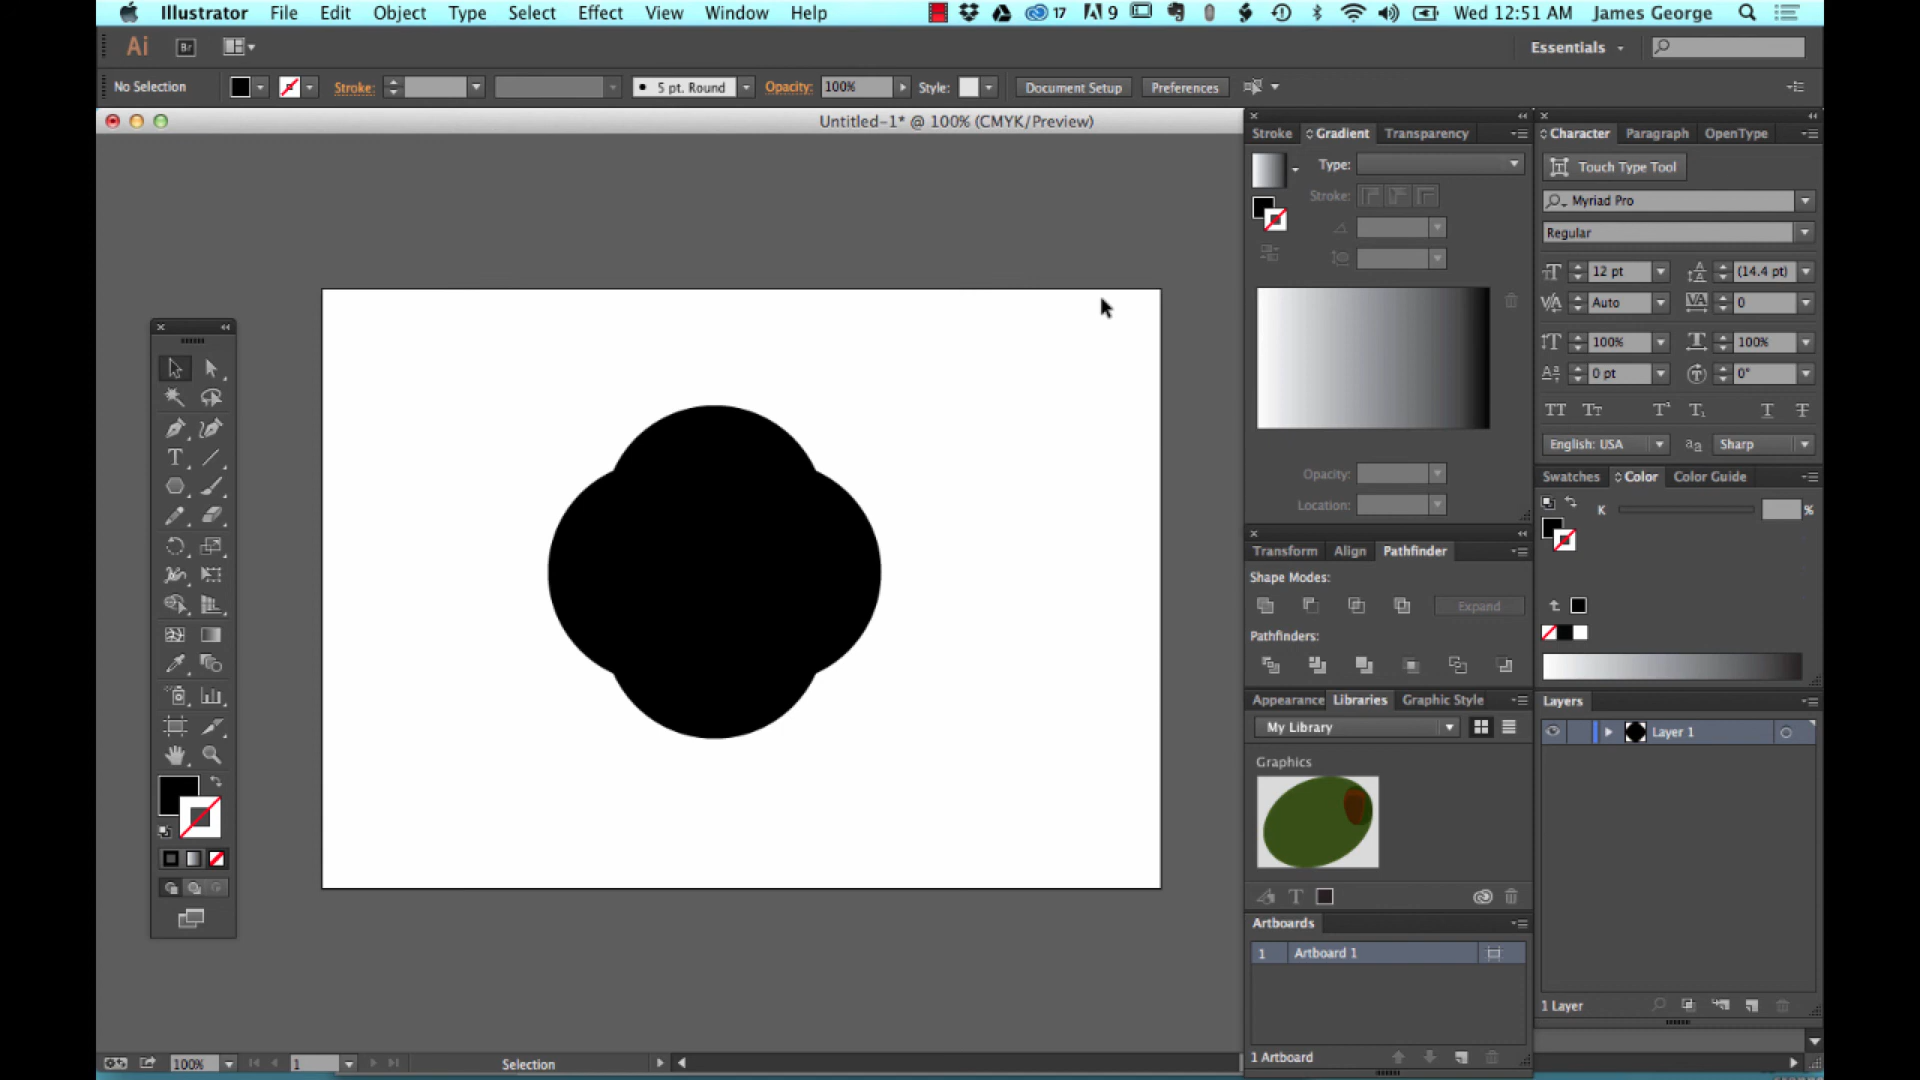 Illustrator File Edit Object Type Select Effect View Window Help 17 9 Wed 12:51 AM James George
Ai Br Essentials
No Selection Stroke: 5 pt. Round Opacity: 100% Style: Document Setup Preferences
Untitled-1* @ 100% (CMYK/Preview)
Stroke Gradient Transparency
Type:
Stroke:
Opacity:
Location:
Transform Align Pathfinder
Shape Modes:
Expand
Pathfinders:
Appearance Libraries Graphic Style
My Library
Graphics
Artboards
1 Artboard 1
1 Artboard
Character Paragraph OpenType
Touch Type Tool
Myriad Pro
Regular
12 pt (14.4 pt)
Auto 0
100% 100%
0 pt 0°
English: USA Sharp
Swatches Color Color Guide
K %
Layers
Layer 1
1 Layer
100% 1 Selection